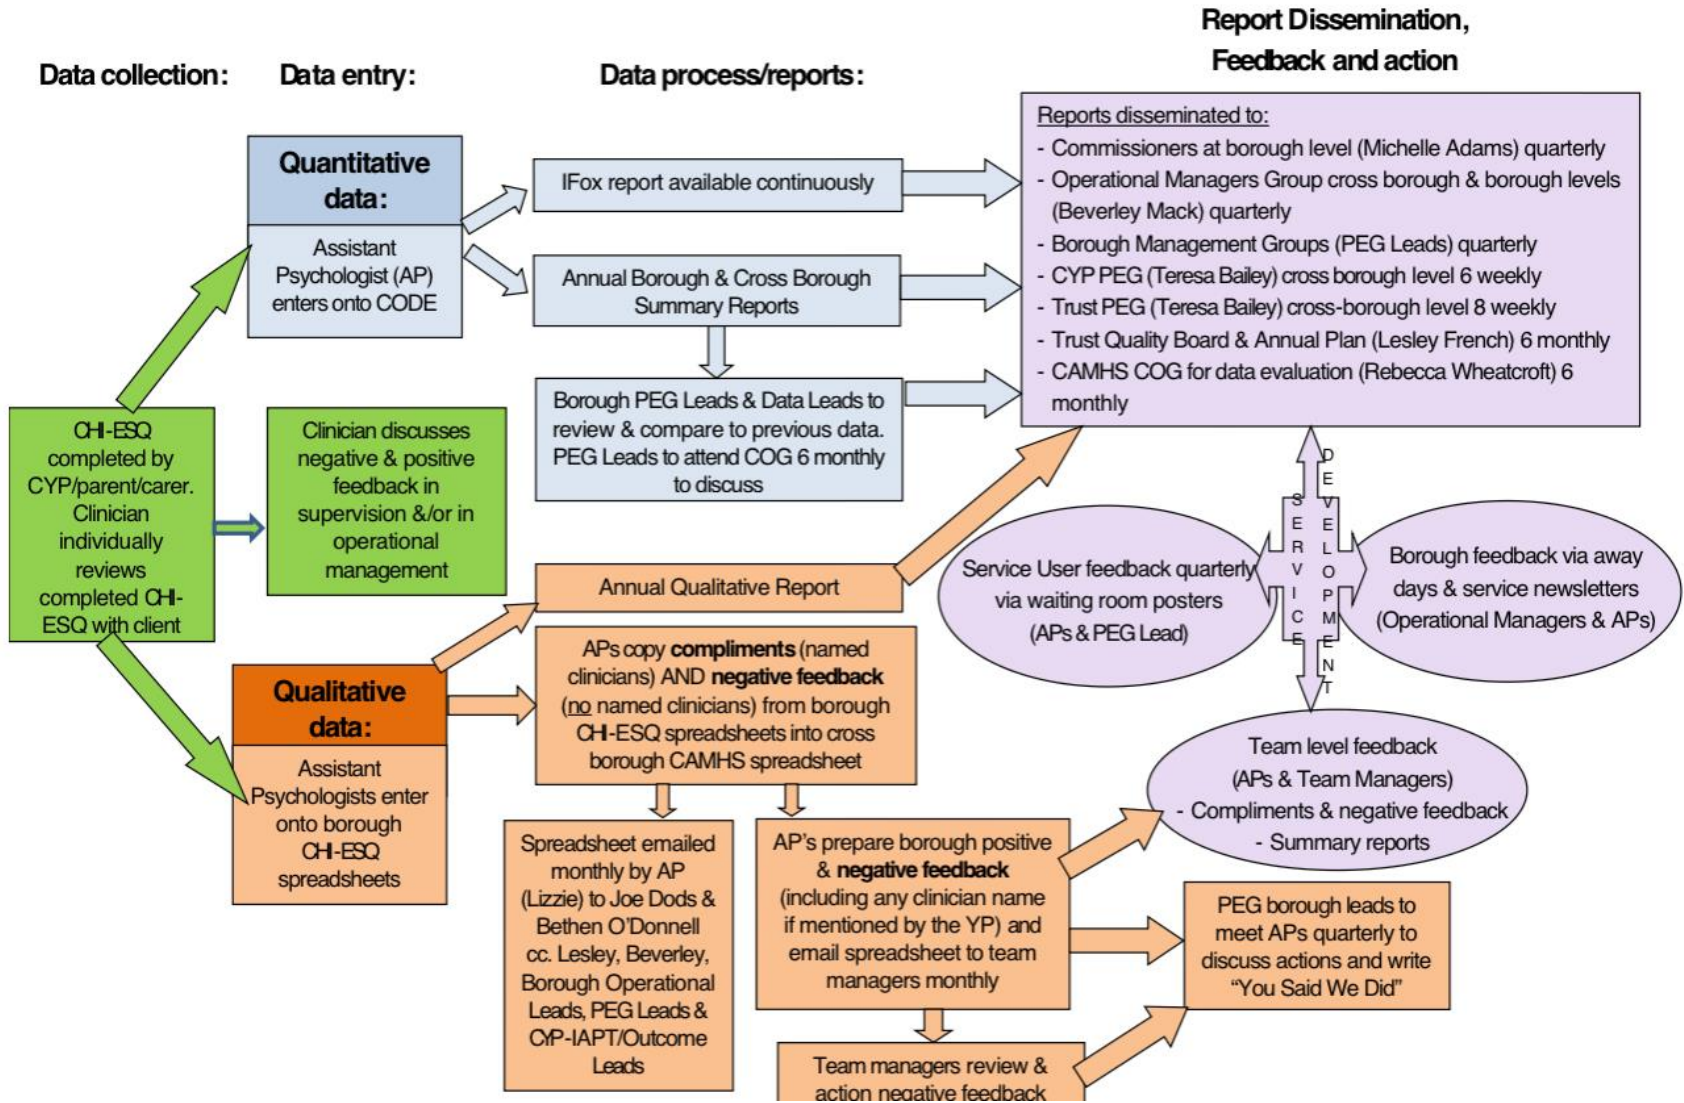 Report Dissemination,
Feedback and action
Data collection:
Data entry:
Data process/reports:
Quantitative
data:
Assistant
Psychologist (AP)
enters onto CODE
IFox report available continuously
Annual Borough & Cross Borough
Summary Reports
Borough PEG Leads & Data Leads to
review & compare to previous data.
PEG Leads to attend COG 6 monthly
to discuss
Reports disseminated to:
- Commissioners at borough level (Michelle Adams) quarterly
- Operational Managers Group cross borough & borough levels
(Beverley Mack) quarterly
- Borough Management Groups (PEG Leads) quarterly
- CYP PEG (Teresa Bailey) cross borough level 6 weekly
- Trust PEG (Teresa Bailey) cross-borough level 8 weekly
- Trust Quality Board & Annual Plan (Lesley French) 6 monthly
- CAMHS COG for data evaluation (Rebecca Wheatcroft) 6
monthly
CHI-ESQ
completed by
CYP/parent/carer.
Clinician
individually
reviews
completed CHI-
ESQ with client
Clinician discusses
negative & positive
feedback in
supervision &/or in
operational
management
Annual Qualitative Report
Service User feedback quarterly
via waiting room posters
(APs & PEG Lead)
SERVICE
DEVELOPMENT
Borough feedback via away
days & service newsletters
(Operational Managers & APs)
Qualitative
data:
Assistant
Psychologists enter
onto borough
CHI-ESQ
spreadsheets
APs copy compliments (named
clinicians) AND negative feedback
(no named clinicians) from borough
CHI-ESQ spreadsheets into cross
borough CAMHS spreadsheet
Team level feedback
(APs & Team Managers)
- Compliments & negative feedback
- Summary reports
Spreadsheet emailed
monthly by AP
(Lizzie) to Joe Dods &
Bethen O'Donnell
cc. Lesley, Beverley,
Borough Operational
Leads, PEG Leads &
CYP-IAPT/Outcome
Leads
AP's prepare borough positive
& negative feedback
(including any clinician name
if mentioned by the YP) and
email spreadsheet to team
managers monthly
PEG borough leads to
meet APs quarterly to
discuss actions and write
"You Said We Did"
Team managers review &
action negative feedback